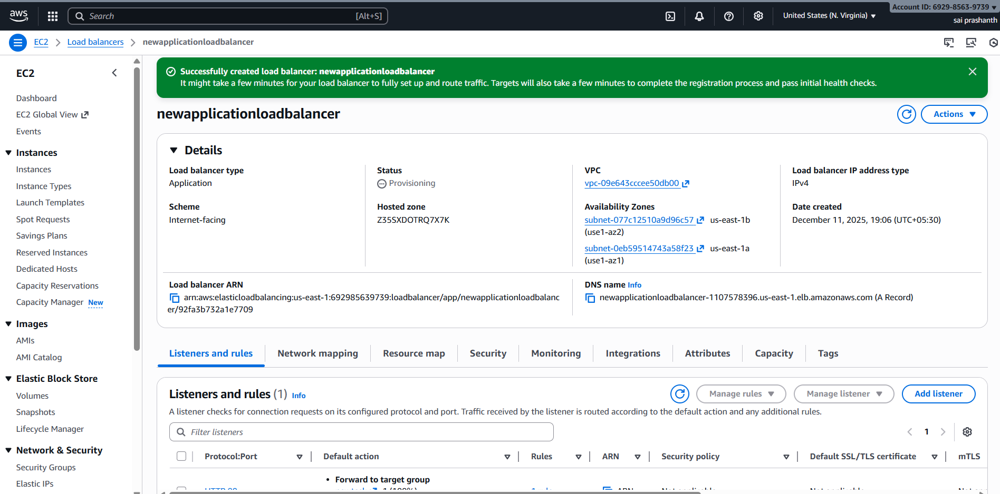 aws
Search [Alt+S]
United States (N. Virginia)
Account ID: 6929-8563-9739
sai prashanth
EC2
Load balancers
newapplicationloadbalancer
EC2
Dashboard
EC2 Global View
Events
Instances
Instances
Instance Types
Launch Templates
Spot Requests
Savings Plans
Reserved Instances
Dedicated Hosts
Capacity Reservations
Capacity Manager New
Images
AMIs
AMI Catalog
Elastic Block Store
Volumes
Snapshots
Lifecycle Manager
Network & Security
Security Groups
Elastic IPs
Successfully created load balancer: newapplicationloadbalancer
It might take a few minutes for your load balancer to fully set up and route traffic. Targets will also take a few minutes to complete the registration process and pass initial health checks.
newapplicationloadbalancer
Actions
Details
Load balancer type
Application
Status
Provisioning
VPC
vpc-09e643cccee50db00
Load balancer IP address type
IPv4
Scheme
Internet-facing
Hosted zone
Z35SXDOTRQ7X7K
Availability Zones
subnet-077c12510a9d96c57 us-east-1b
(use1-az2)
subnet-0eb59514743a58f23 us-east-1a
(use1-az1)
Date created
December 11, 2025, 19:06 (UTC+05:30)
Load balancer ARN
arn:aws:elasticloadbalancing:us-east-1:692985639739:loadbalancer/app/newapplicationloadbalanc
er/92fa3b732a1e7709
DNS name Info
newapplicationloadbalancer-1107578396.us-east-1.elb.amazonaws.com (A Record)
Listeners and rules
Network mapping
Resource map
Security
Monitoring
Integrations
Attributes
Capacity
Tags
Listeners and rules (1) Info
Manage rules
Manage listener
Add listener
A listener checks for connection requests on its configured protocol and port. Traffic received by the listener is routed according to the default action and any additional rules.
Filter listeners
1
Protocol:Port
Default action
Rules
ARN
Security policy
Default SSL/TLS certificate
mTLS
• Forward to target group
HTTP:80
1 rule
ARN
Not applicable
Not applicable